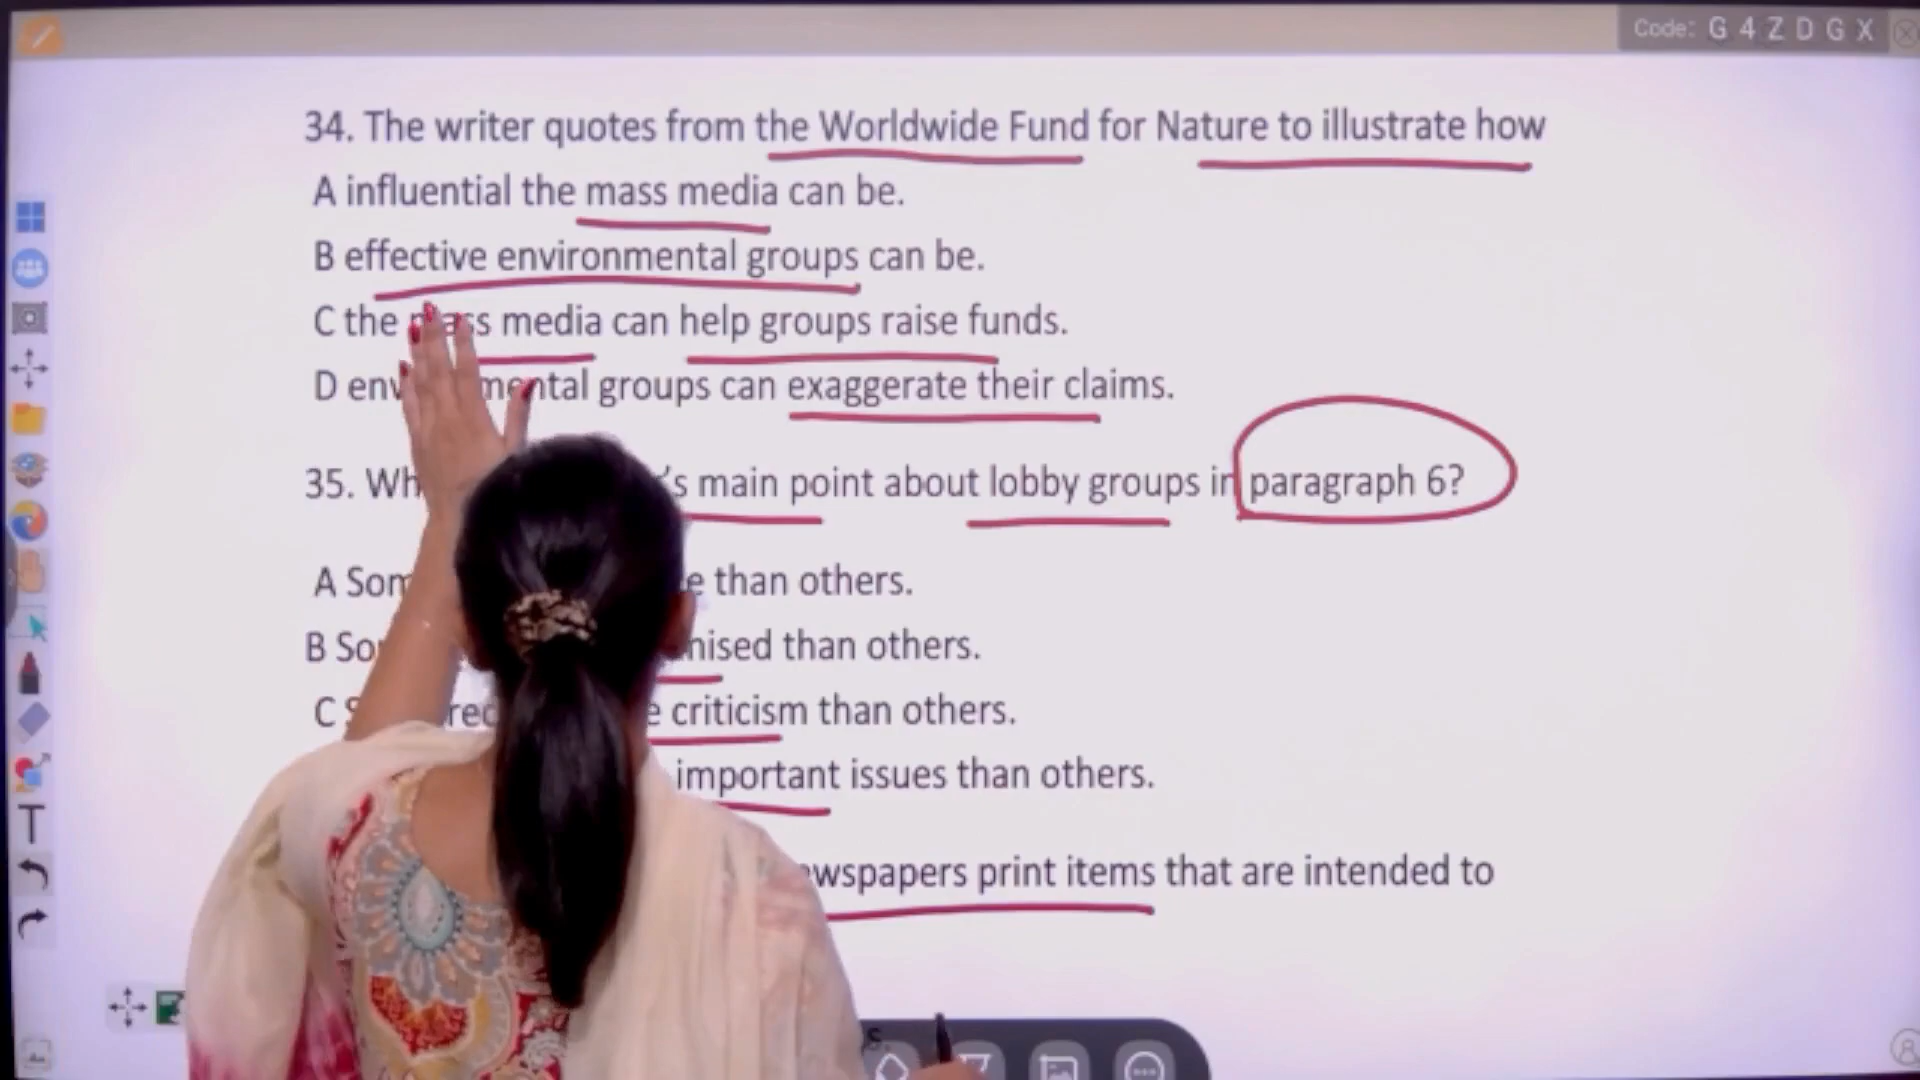 Code: G 4 Z D G X
34. The writer quotes from the Worldwide Fund for Nature to illustrate how
A influential the mass media can be.
B effective environmental groups can be.
C the mass media can help groups raise funds.
D environmental groups can exaggerate their claims.
35. Wh 's main point about lobby groups in paragraph 6?
A Som than others.
B So nised than others.
C S criticism than others.
important issues than others.
wspapers print items that are intended to
T
s.